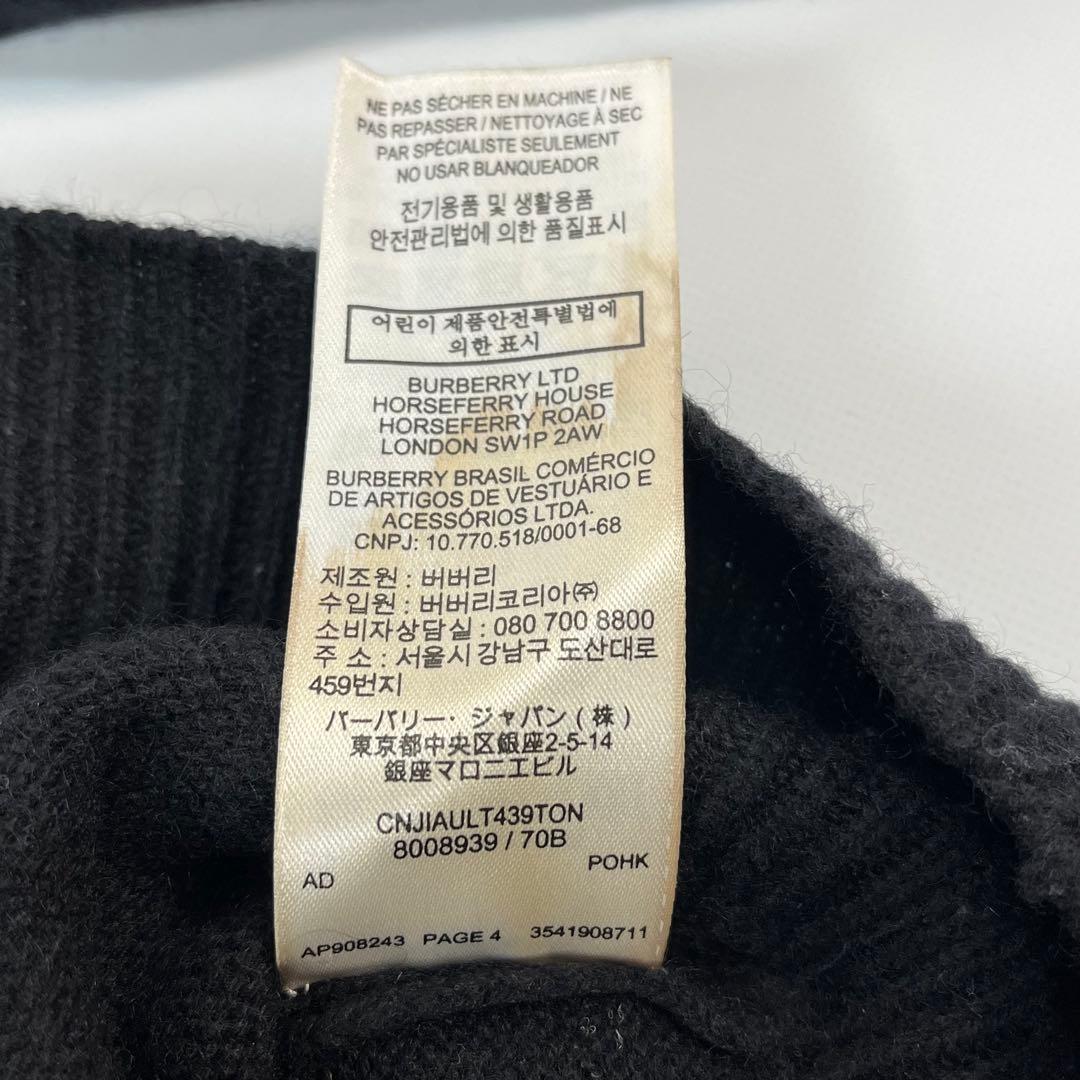 NE PAS SÉCHER EN MACHINE / NE
PAS REPASSER / NETTOYAGE À SEC
PAR SPÉCIALISTE SEULEMENT
NO USAR BLANQUEADOR
전기용품 및 생활용품
안전관리법에 의한 품질표시
어린이 제품안전특별법에
의한 표시
BURBERRY LTD
HORSEFERRY HOUSE
HORSEFERRY ROAD
LONDON SW1P 2AW
BURBERRY BRASIL COMÉRCIO
DE ARTIGOS DE VESTUÁRIO E
ACESSÓRIOS LTDA.
CNPJ: 10.770.518/0001-68
제조원 : 버버리
수입원 : 버버리코리아㈜
소비자상담실 : 080 700 8800
주 소 : 서울시 강남구 도산대로
459번지
バーバリー・ジャパン ( 株 )
東京都中央区銀座2-5-14
銀座マロニエビル
CNJIAULT439TON
8008939 / 70B
AD POHK
AP908243 PAGE 4 3541908711